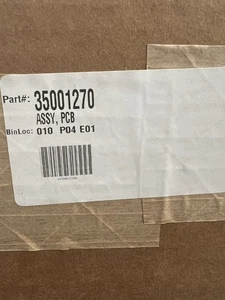 Part#: 35001270
ASSY, PCB
BinLoc: 010 P04 E01